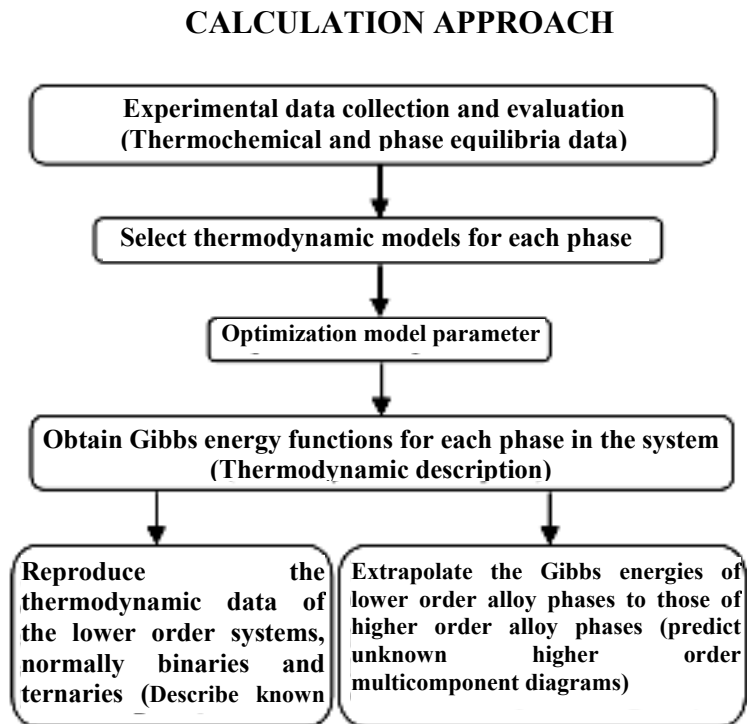 CALCULATION APPROACH
Experimental data collection and evaluation
(Thermochemical and phase equilibria data)
Select thermodynamic models for each phase
Optimization model parameter
Obtain Gibbs energy functions for each phase in the system
(Thermodynamic description)
Reproduce the
thermodynamic data of
the lower order systems,
normally binaries and
ternaries (Describe known
Extrapolate the Gibbs energies of
lower order alloy phases to those of
higher order alloy phases (predict
unknown higher order
multicomponent diagrams)